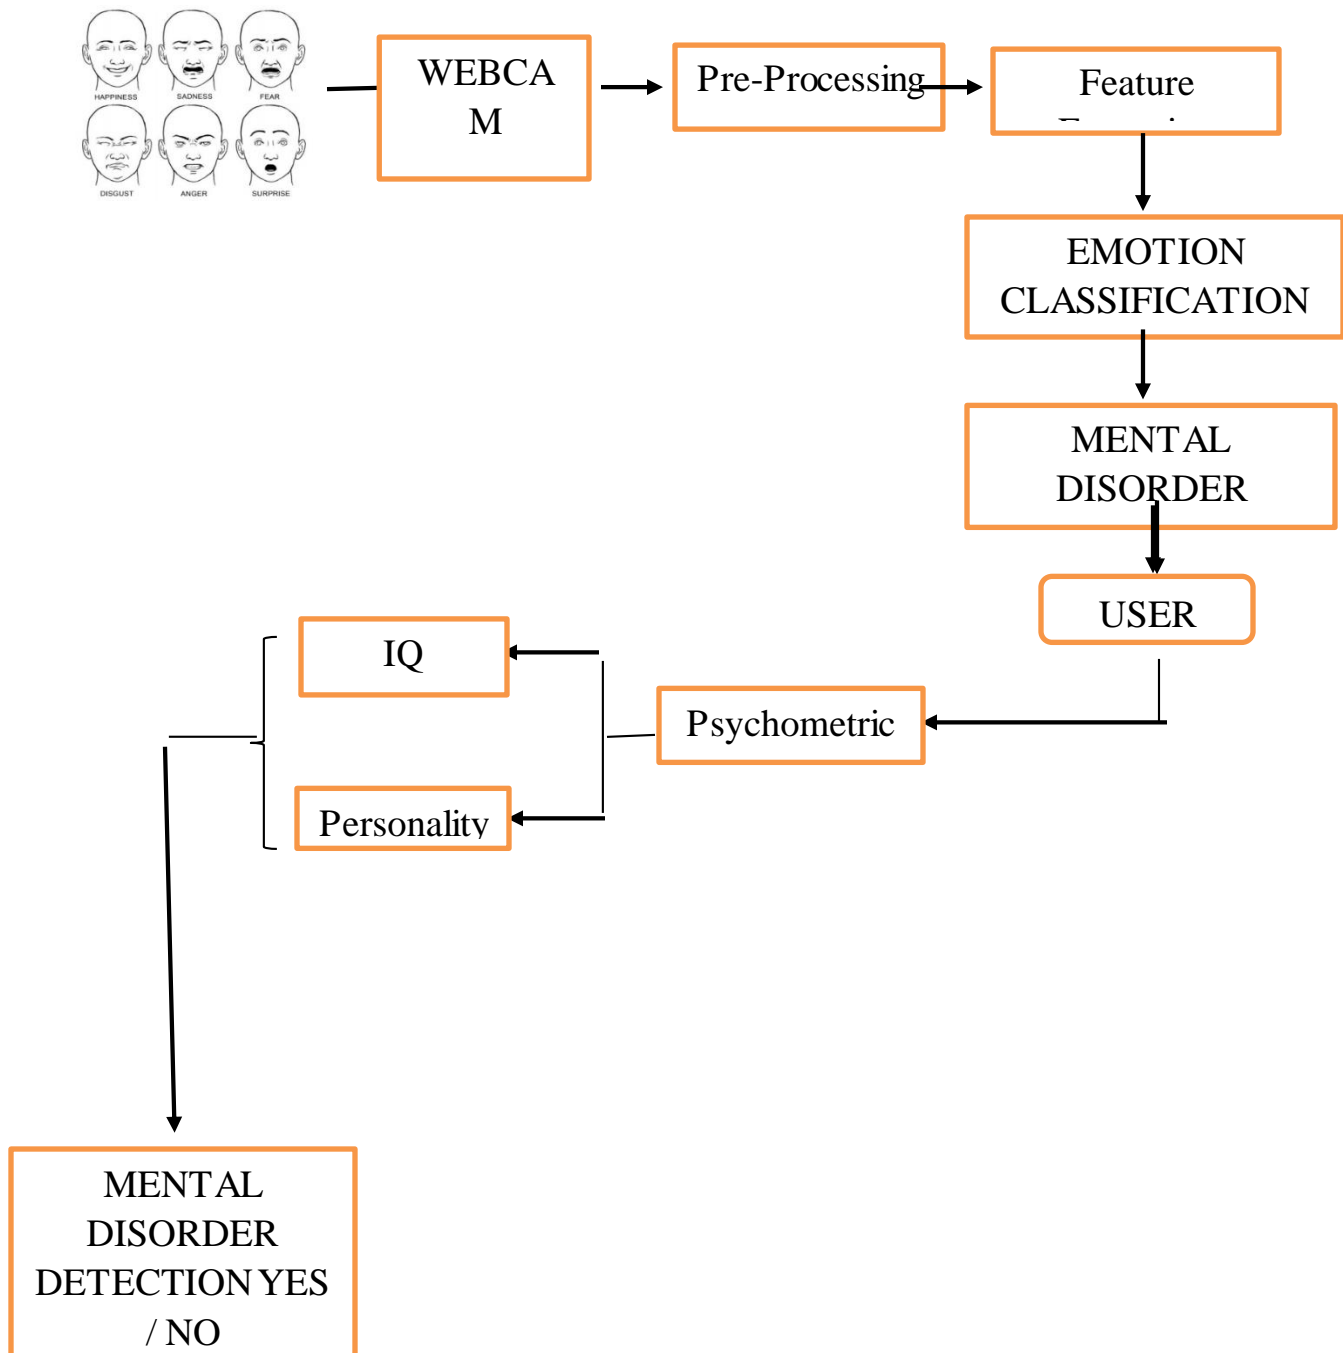 HAPPINESS
SADNESS
FEAR
DISGUST
ANGER
SURPRISE
WEBCA
M
Pre-Processing
Feature
EMOTION
CLASSIFICATION
MENTAL
DISORDER
USER
Psychometric
IQ
Personality
MENTAL
DISORDER
DETECTION YES
/ NO